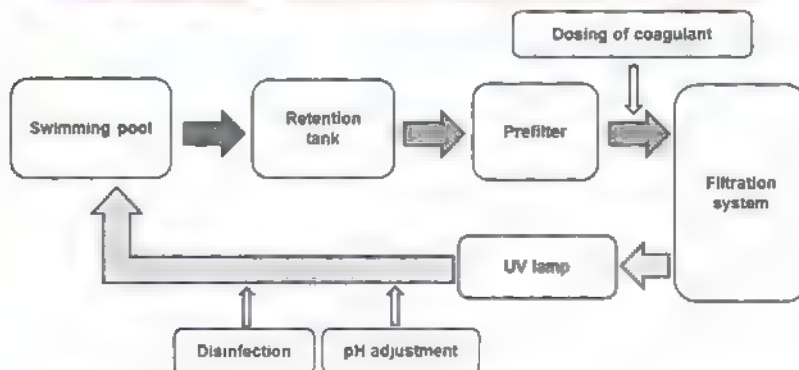 Dosing of coagulant
Swimming pool
Retention
tank
Prefilter
Filtration
system
UV lamp
Disinfection
pH adjustment